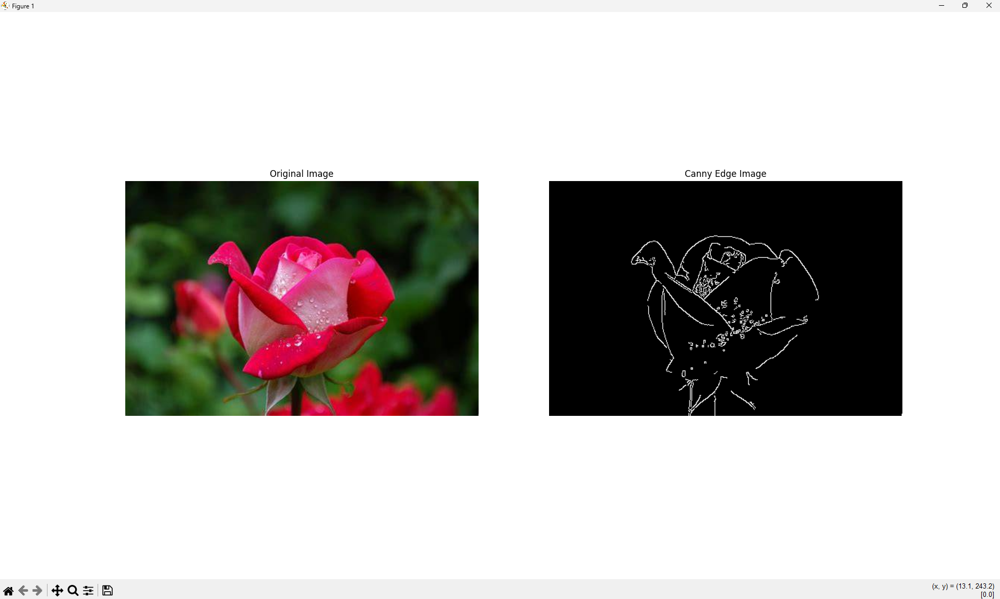 Figure 1
Original Image
Canny Edge Image
(x, y) = (13.1, 243.2)
[0.0]